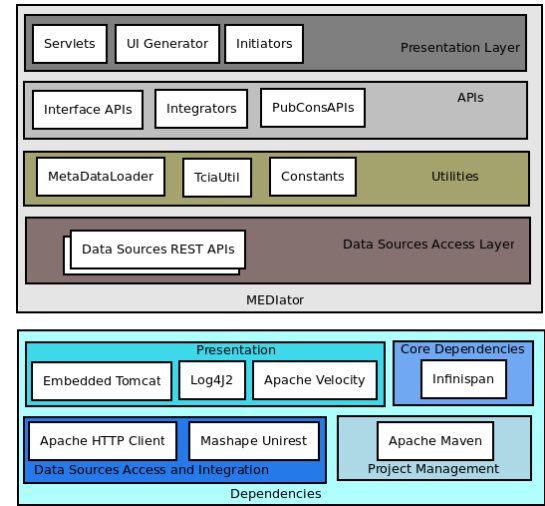 Servlets
UI Generator
Initiators
Presentation Layer
Interface APIs
Integrators
PubConsAPIs
APIs
MetaDataLoader
TciaUtil
Constants
Utilities
Data Sources REST APIs
Data Sources Access Layer
MEDIator
Presentation
Embedded Tomcat
Log4J2
Apache Velocity
Core Dependencies
Infinispan
Apache HTTP Client
Mashape Unirest
Data Sources Access and Integration
Apache Maven
Project Management
Dependencies